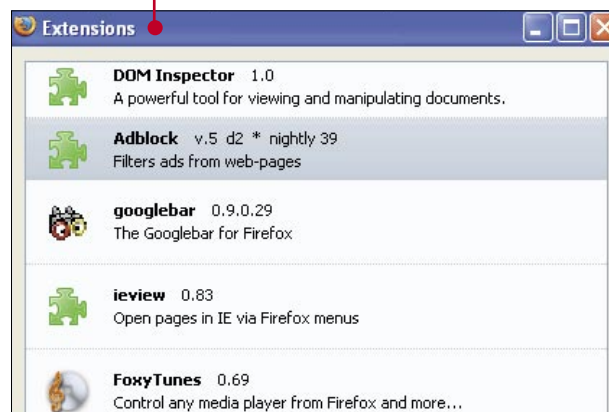 Extensions
DOM Inspector 1.0
A powerful tool for viewing and manipulating documents.
Adblock v.5 d2 * nightly 39
Filters ads from web-pages
googlebar 0.9.0.29
The Googlebar for Firefox
ieview 0.83
Open pages in IE via Firefox menus
FoxyTunes 0.69
Control any media player from Firefox and more...